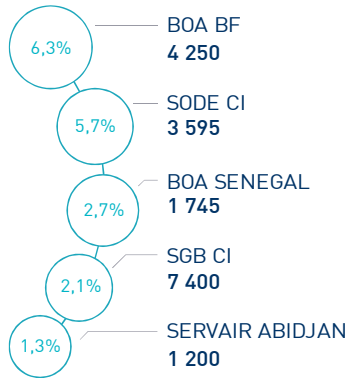 6,3%
BOA BF
4 250
5,7%
SODE CI
3 595
2,7%
BOA SENEGAL
1 745
2,1%
SGB CI
7 400
1,3%
SERVAIR ABIDJAN
1 200